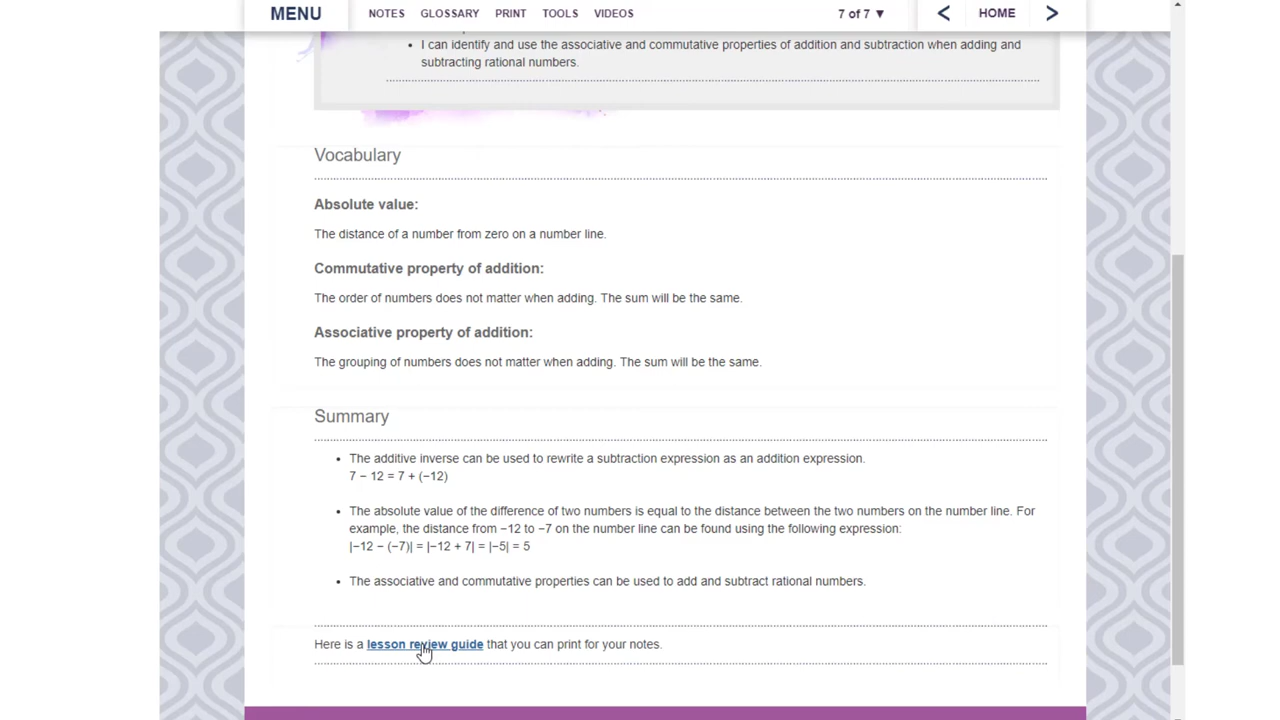 MENU NOTES GLOSSARY PRINT TOOLS VIDEOS 7 of 7 ▼ < HOME >
• I can identify and use the associative and commutative properties of addition and subtraction when adding and
subtracting rational numbers.
Vocabulary
Absolute value:
The distance of a number from zero on a number line.
Commutative property of addition:
The order of numbers does not matter when adding. The sum will be the same.
Associative property of addition:
The grouping of numbers does not matter when adding. The sum will be the same.
Summary
• The additive inverse can be used to rewrite a subtraction expression as an addition expression.
7 − 12 = 7 + (−12)
• The absolute value of the difference of two numbers is equal to the distance between the two numbers on the number line. For
example, the distance from −12 to −7 on the number line can be found using the following expression:
|−12 − (−7)| = |−12 + 7| = |−5| = 5
• The associative and commutative properties can be used to add and subtract rational numbers.
Here is a lesson review guide that you can print for your notes.